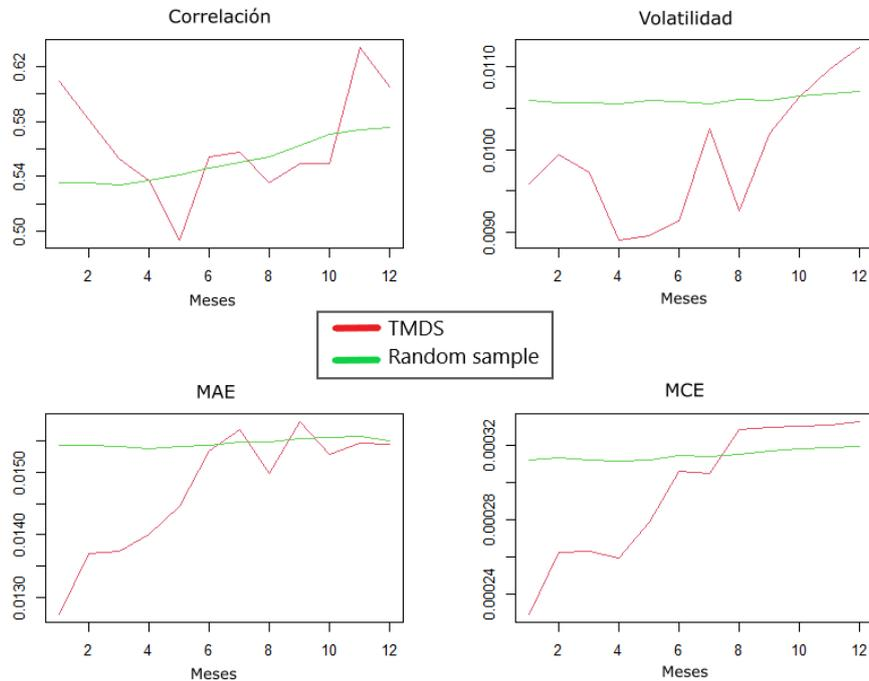 Correlación
0.62
0.58
0.54
0.50
2 4 6 8 10 12
Meses
Volatilidad
0.0110
0.0100
0.0090
2 4 6 8 10 12
Meses
TMDS
Random sample
MAE
0.0150
0.0140
0.0130
2 4 6 8 10 12
Meses
MCE
0.00032
0.00028
0.00024
2 4 6 8 10 12
Meses